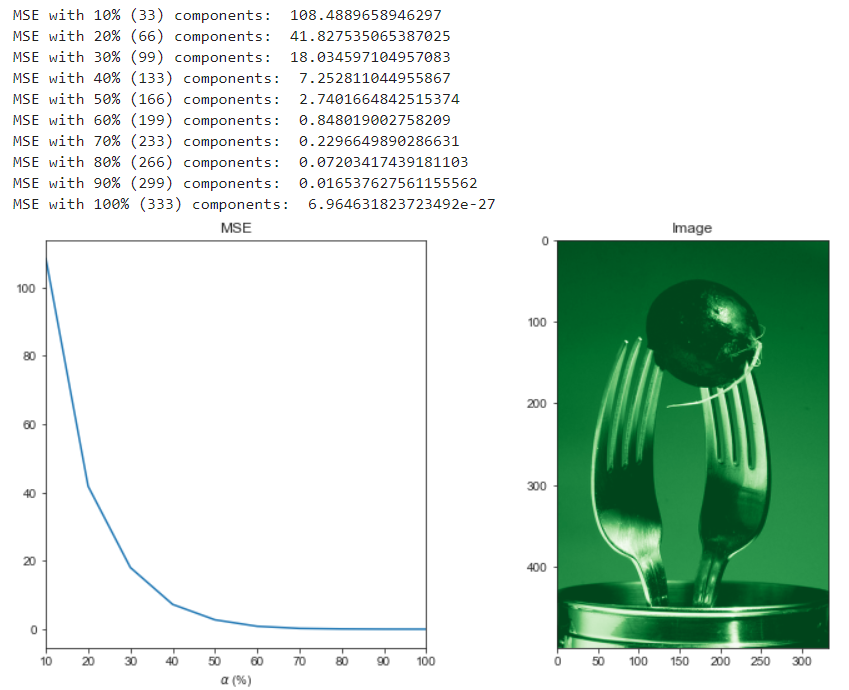 MSE with 10% (33) components:  108.4889658946297
MSE with 20% (66) components:  41.827535065387025
MSE with 30% (99) components:  18.034597104957083
MSE with 40% (133) components:  7.252811044955867
MSE with 50% (166) components:  2.7401664842515374
MSE with 60% (199) components:  0.848019002758209
MSE with 70% (233) components:  0.2296649890286631
MSE with 80% (266) components:  0.07203417439181103
MSE with 90% (299) components:  0.016537627561155562
MSE with 100% (333) components:  6.964631823723492e-27
MSE
100
80
60
40
20
0
10 20 30 40 50 60 70 80 90 100
α (%)
Image
0
100
200
300
400
0 50 100 150 200 250 300